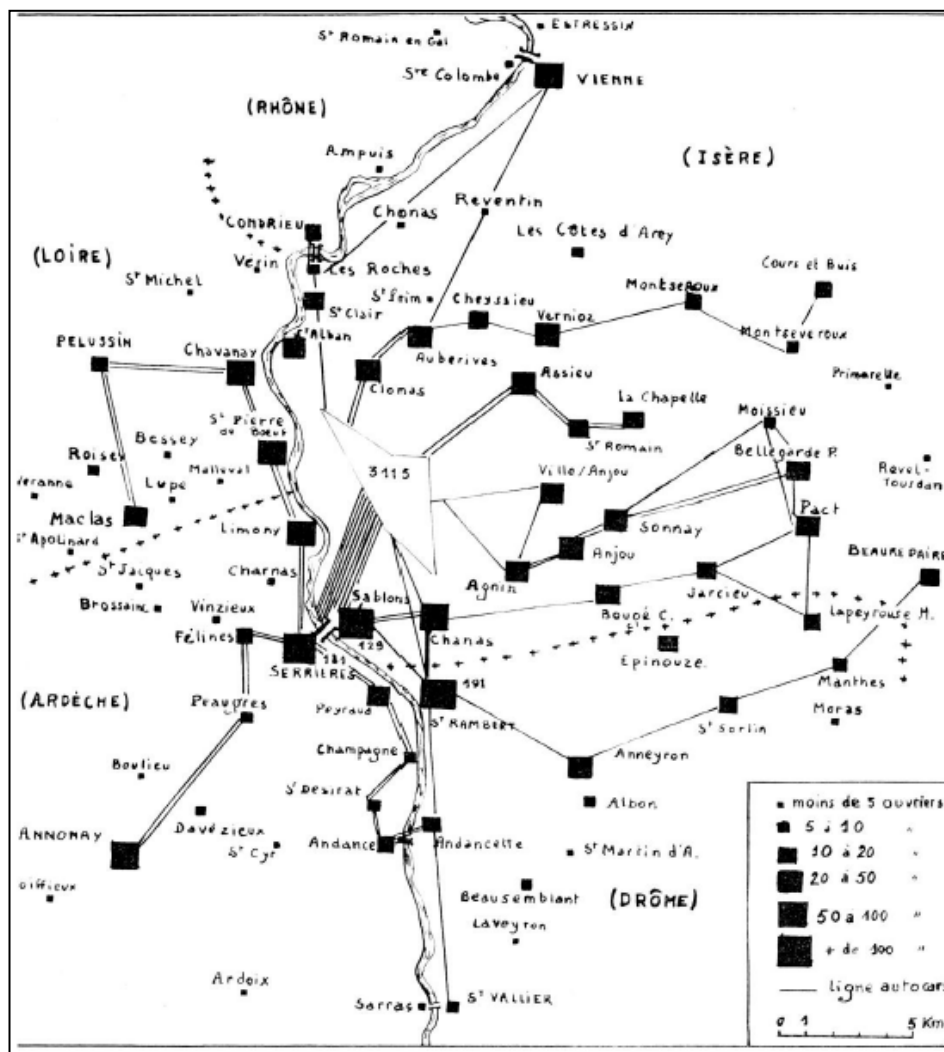 ESTRESSIN
St Romain en Gal
Ste Colombe
VIENNE
(RHÔNE)
(ISÈRE)
Ampuis
CONDRIEU
Chonas
Reventin
Les Côtes d'Arey
(LOIRE)
Verin
Les Roches
St Michel
St Clair
St Prim
Cheyssieu
Vernioz
Montseroux
Cours et Buis
PELUSSIN
Chavanay
St Alban
Clonas
Auberives
Montseveroux
Assieu
La Chapelle
Primarette
St Pierre
de Bœuf
St Romain
Moissieu
Bessey
Roisey
Malleval
3115
Ville/Anjou
Bellegarde P.
Revel-
Tourdan
Lupe
Maclas
Limony
Sonnay
Pact
St Apolinard
Anjou
BEAUREPAIRE
St Jacques
Charnas
Agnin
Jarcieu
Brossain
Vinzieux
Sablons
Chanas
Bougé C.
Lapeyrouse M.
Félines
129
181
SERRIÈRES
Epinouze.
(ARDÈCHE)
Peaugres
Peyraud
191
St RAMBERT
Manthes
St Sorlin
Moras
Champagne
Anneyron
Boulieu
St Desirat
Albon
ANNONAY
Davézieux
St Cyr
Andance
Andancette
St Martin d'A.
Beausemblant
(DRÔME)
Laveyron
Ardoix
Sarras
St VALLIER
moins de 5 ouvriers
5 à 10 "
10 à 20 "
20 à 50 "
50 à 100 "
+ de 100 "
ligne autocars
0 1 5 Km